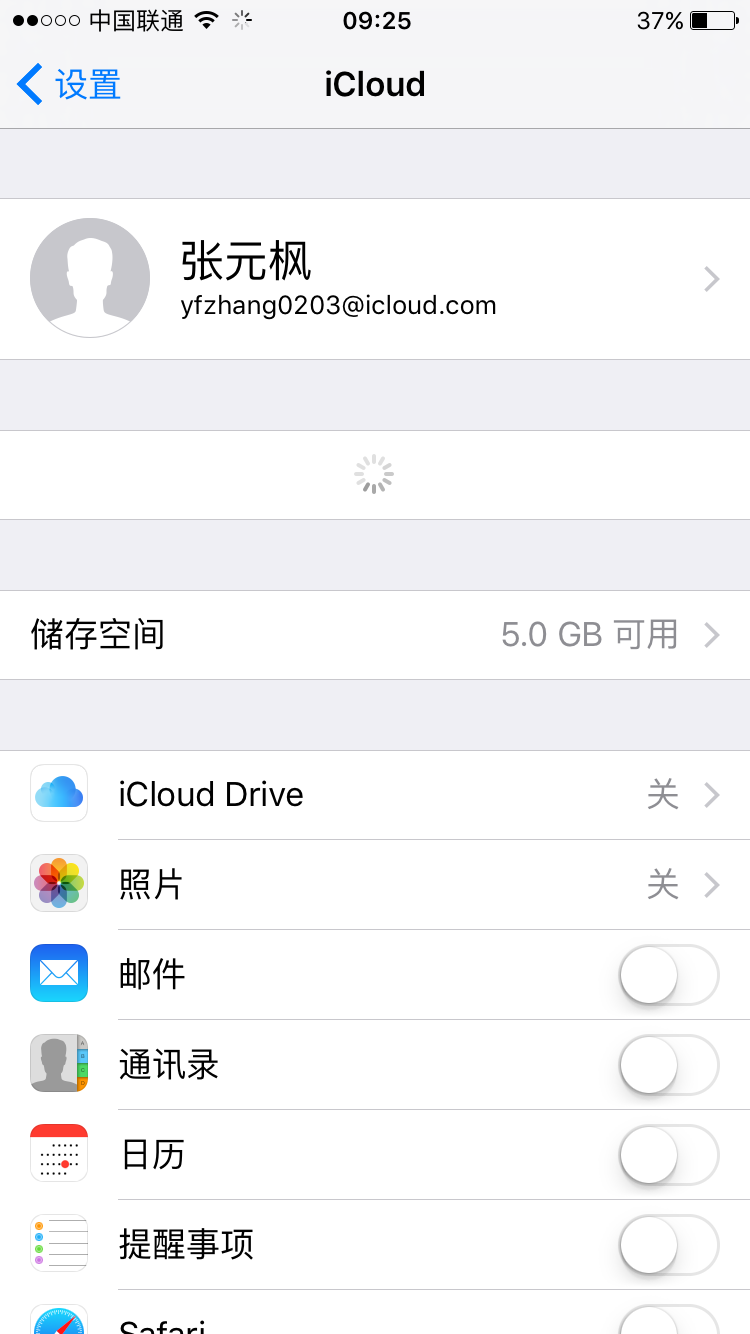 中国联通 09:25 37%
设置 iCloud
张元枫
yfzhang0203@icloud.com
储存空间 5.0 GB 可用
iCloud Drive 关
照片 关
邮件
通讯录
日历
提醒事项
Safari